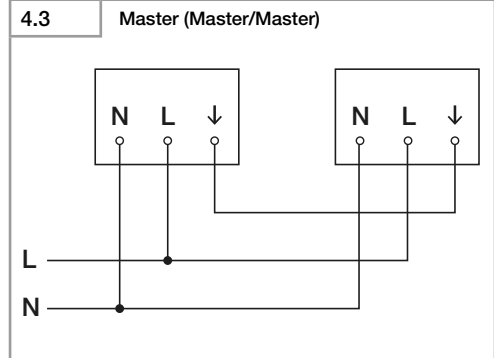 4.3 Master (Master/Master)
N L ↓ N L ↓
L
N